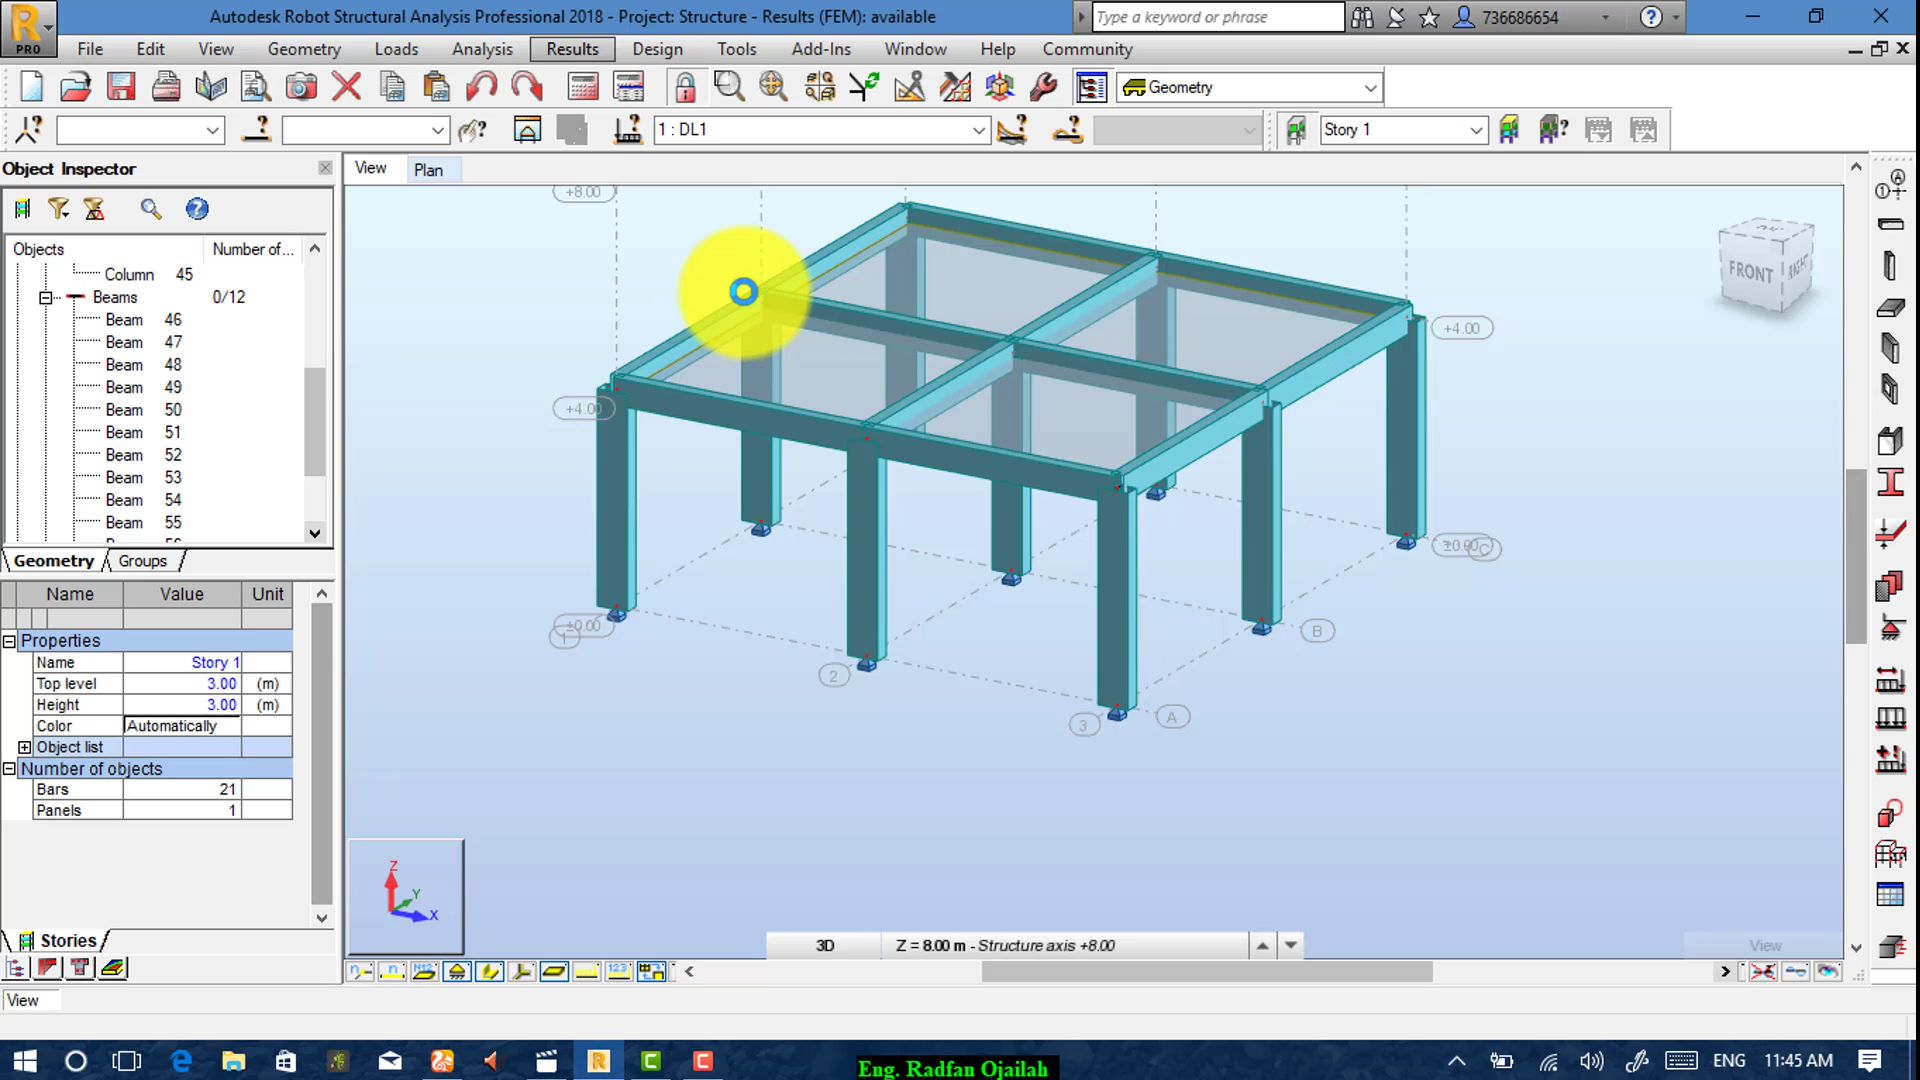 Autodesk Robot Structural Analysis Professional 2018 - Project: Structure - Results (FEM): available
Type a keyword or phrase
736686654
PRO
File Edit View Geometry Loads Analysis Results Design Tools Add-Ins Window Help Community
Geometry
1 : DL1
Story 1
Object Inspector
View Plan
Objects Number of...
Column 45
Beams 0/12
Beam 46
Beam 47
Beam 48
Beam 49
Beam 50
Beam 51
Beam 52
Beam 53
Beam 54
Beam 55
Geometry Groups
Name Value Unit
Properties
Name Story 1
Top level 3.00 (m)
Height 3.00 (m)
Color Automatically
Object list
Number of objects
Bars 21
Panels 1
Stories
+8.00
FRONT RIGHT
+4.00
+4.00
±0.00 C
±0.00
1
B
2
A
3
Z
Y
X
3D Z = 8.00 m - Structure axis +8.00
View
View
ENG 11:45 AM
Eng. Radfan Ojailah